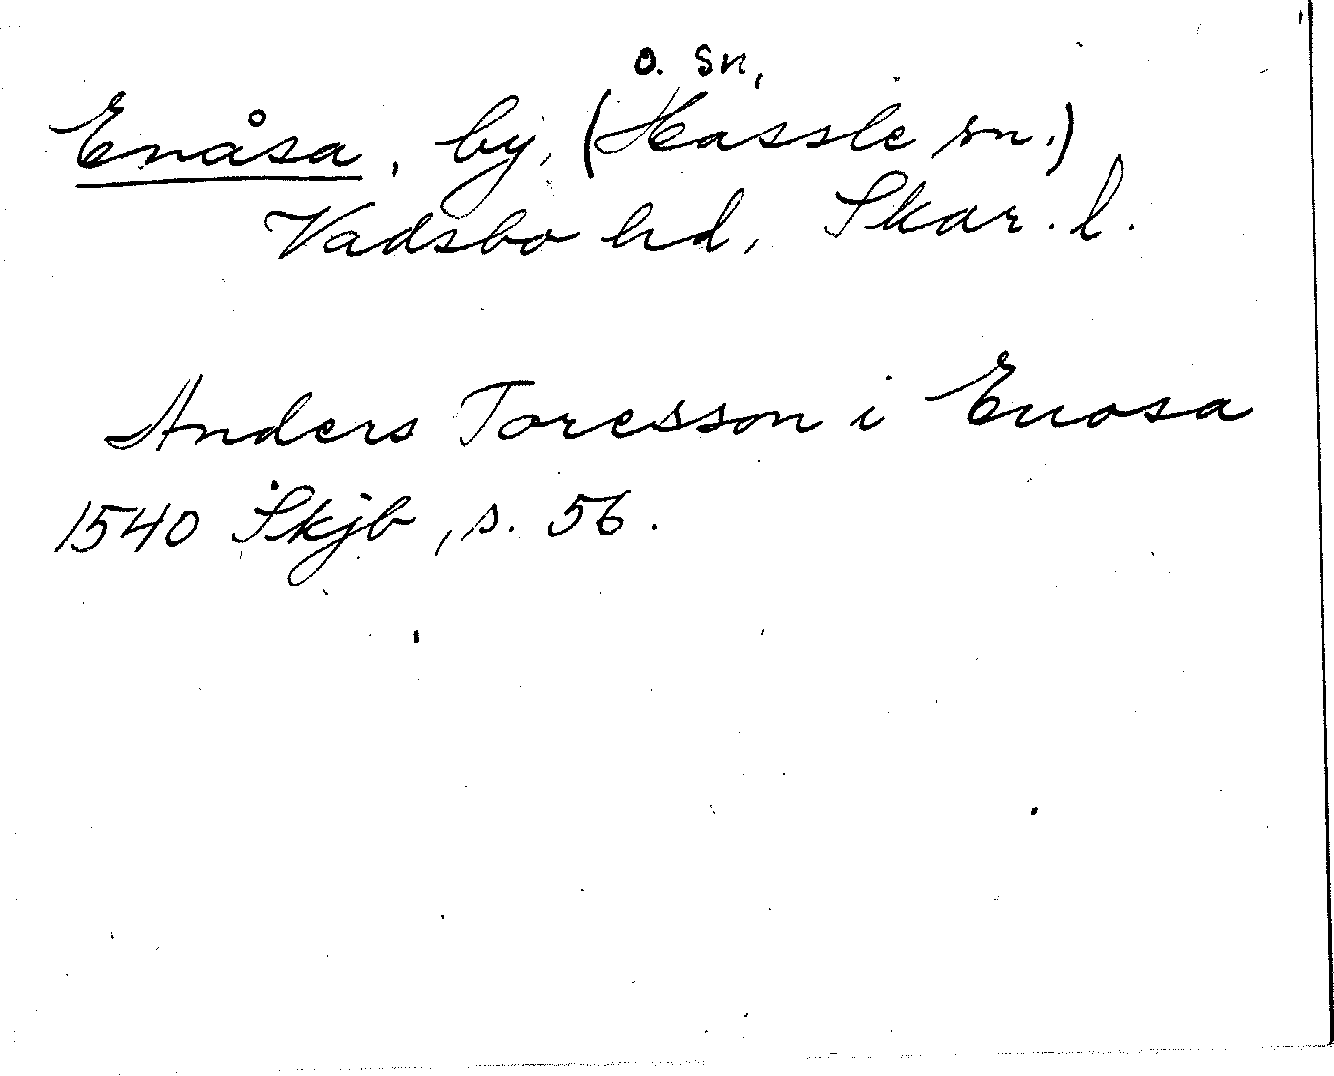 o. sn,
Enåsa, by, (Hassle sn.)
Vadsbo hd, Skar. l.
Anders Toresson i Enosa
1540 Skjb, s. 56.